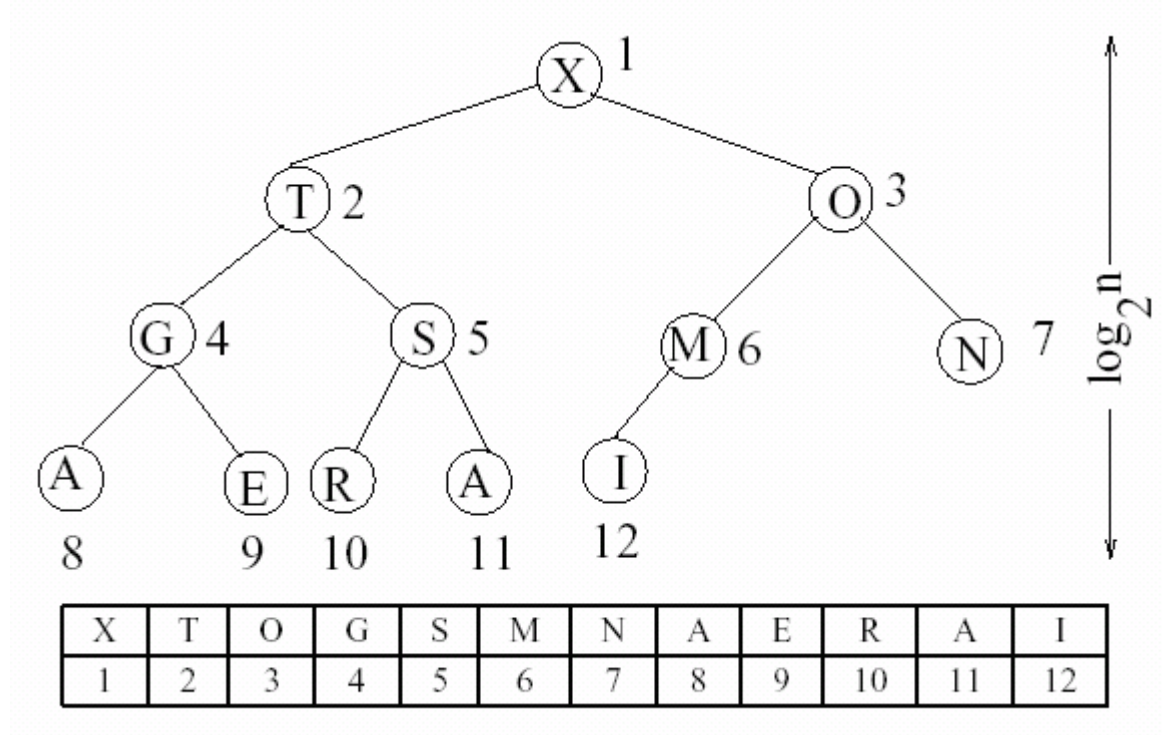 X 1
T 2 O 3
G 4 S 5 M 6 N 7
A E R A I
8 9 10 11 12
log₂n
X T O G S M N A E R A I
1 2 3 4 5 6 7 8 9 10 11 12